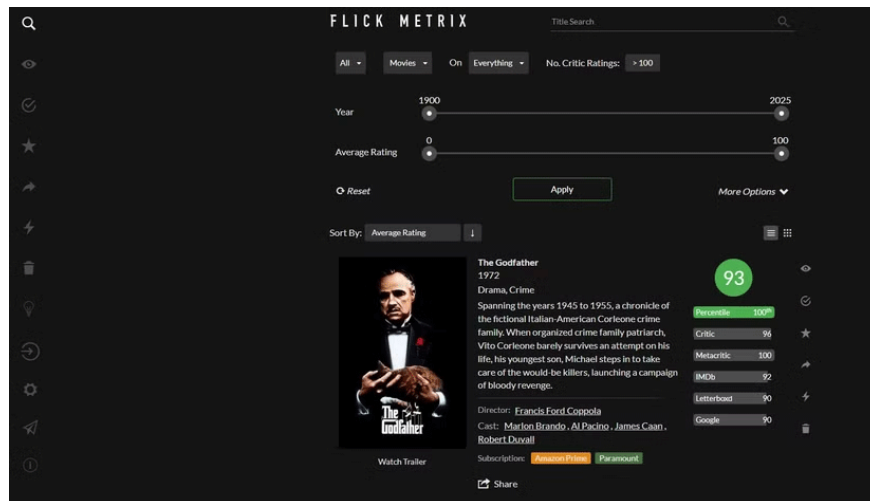 FLICK METRIX
Title Search
All Movies On Everything No. Critic Ratings: > 100
1900 2025
Year
0 100
Average Rating
Reset Apply More Options
Sort By: Average Rating ↓
The Godfather
1972
Drama, Crime
Spanning the years 1945 to 1955, a chronicle of
the fictional Italian-American Corleone crime
family. When organized crime family patriarch,
Vito Corleone barely survives an attempt on his
life, his youngest son, Michael steps in to take
care of the would-be killers, launching a campaign
of bloody revenge.
Director: Francis Ford Coppola
Cast: Marlon Brando , Al Pacino , James Caan ,
Robert Duvall
Subscription: Amazon Prime Paramount
Share
The
Godfather
Watch Trailer
93
Percentile 100th
Critic 96
Metacritic 100
IMDb 92
Letterboxd 90
Google 90